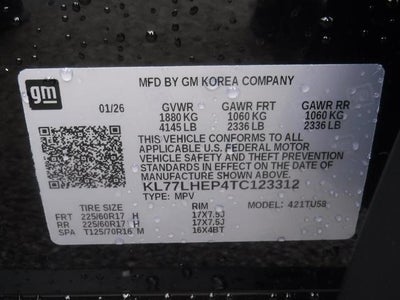 MFD BY GM KOREA COMPANY
gm
01/26 GVWR GAWR FRT GAWR RR
1880 KG 1060 KG 1060 KG
4145 LB 2336 LB 2336 LB
THIS VEHICLE CONFORMS TO ALL
APPLICABLE U.S. FEDERAL MOTOR
VEHICLE SAFETY AND THEFT PREVENTION
STANDARDS IN EFFECT ON THE DATE OF
MANUFACTURE SHOWN ABOVE.
KL77LHEP4TC123312
TYPE: MPV MODEL: 421TU58
TIRE SIZE RIM
FRT 225/60R17 H 17X7.5J
RR 225/60R17 H 17X7.5J
SPA T125/70R16 M 16X4BT